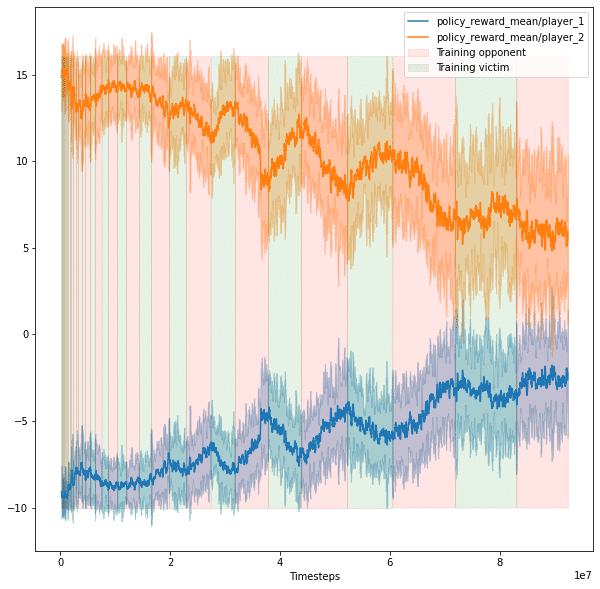 policy_reward_mean/player_1
policy_reward_mean/player_2
Training opponent
Training victim
15
10
5
0
−5
−10
0 2 4 6 8
1e7
Timesteps